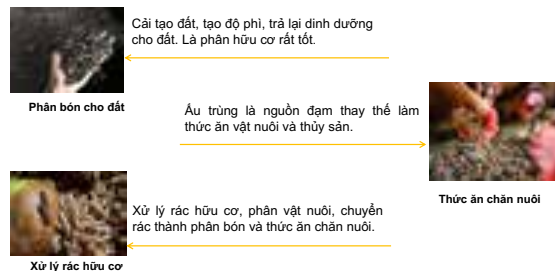 Cải tạo đất, tạo độ phì, trả lại dinh dưỡng
cho đất. Là phân hữu cơ rất tốt.
Phân bón cho đất
Ấu trùng là nguồn đạm thay thế làm
thức ăn vật nuôi và thủy sản.
Thức ăn chăn nuôi
Xử lý rác hữu cơ, phân vật nuôi, chuyển
rác thành phân bón và thức ăn chăn nuôi.
Xử lý rác hữu cơ